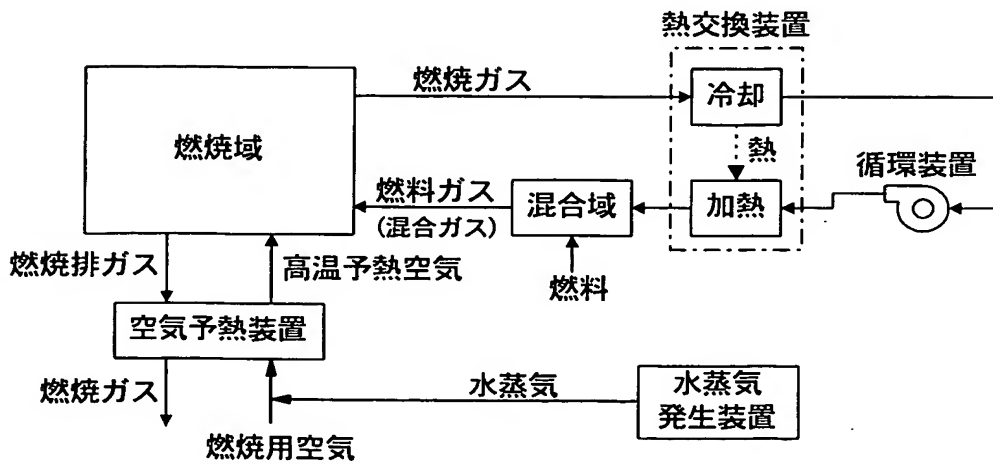 熱交換装置
燃焼ガス
冷却
燃焼域
熱
循環装置
燃料ガス
(混合ガス)
混合域
加熱
燃焼排ガス
高温予熱空気
燃料
空気予熱装置
燃焼ガス
水蒸気
水蒸気
発生装置
燃焼用空気